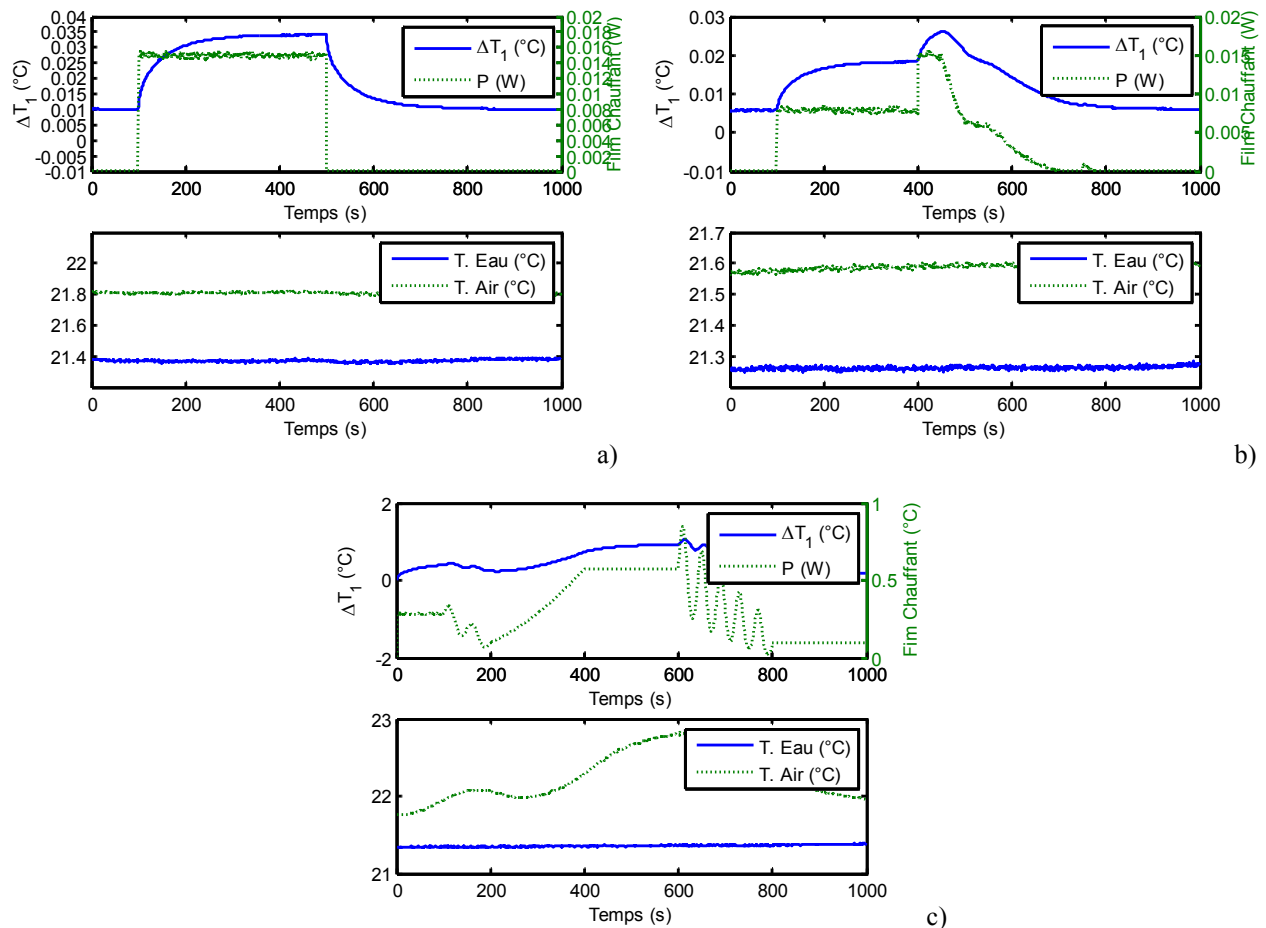 0.04
0.035
0.03
0.025
0.02
0.015
0.01
0.005
0
-0.005
-0.01
ΔT1 (°C)
0.02
0.018
0.016
0.014
0.012
0.01
0.008
0.006
0.004
0.002
0
Film Chauffant (W)
ΔT1 (°C)
P (W)
0 200 400 600 800 1000
Temps (s)
22
21.8
21.6
21.4
T. Eau (°C)
T. Air (°C)
0 200 400 600 800 1000
Temps (s)
a)
0.03
0.02
0.01
0
-0.01
ΔT1 (°C)
0.02
0.015
0.01
0.005
0
Film Chauffant (W)
ΔT1 (°C)
P (W)
0 200 400 600 800 1000
Temps (s)
21.7
21.6
21.5
21.4
21.3
T. Eau (°C)
T. Air (°C)
0 200 400 600 800 1000
Temps (s)
b)
2
0
-2
ΔT1 (°C)
1
0.5
0
Fim Chauffant (°C)
ΔT1 (°C)
P (W)
0 200 400 600 800 1000
Temps (s)
23
22
21
T. Eau (°C)
T. Air (°C)
0 200 400 600 800 1000
Temps (s)
c)